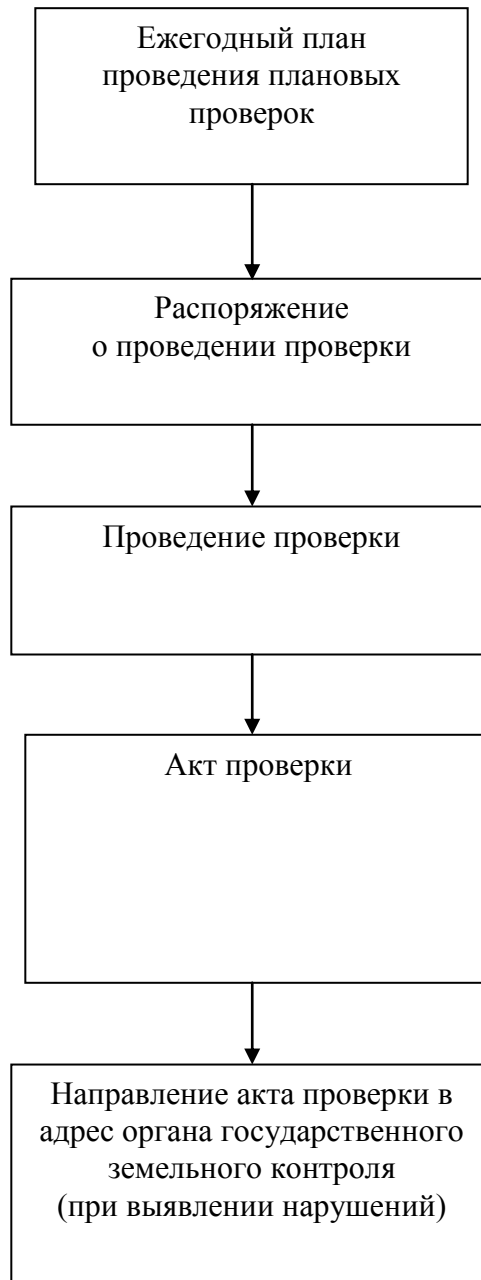 Ежегодный план
проведения плановых
проверок
Распоряжение
о проведении проверки
Проведение проверки
Акт проверки
Направление акта проверки в
адрес органа государственного
земельного контроля
(при выявлении нарушений)